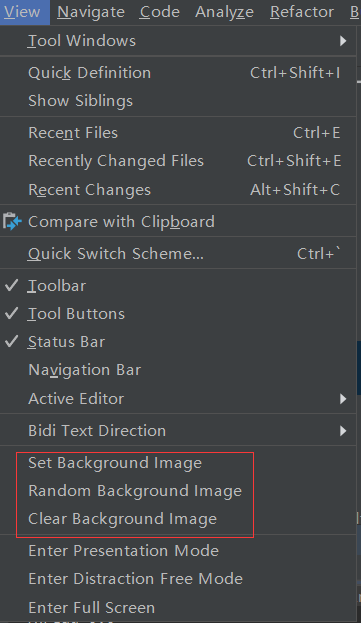 View Navigate Code Analyze Refactor B
Tool Windows
Quick Definition Ctrl+Shift+I
Show Siblings
Recent Files Ctrl+E
Recently Changed Files Ctrl+Shift+E
Recent Changes Alt+Shift+C
Compare with Clipboard
Quick Switch Scheme... Ctrl+`
Toolbar
Tool Buttons
Status Bar
Navigation Bar
Active Editor
Bidi Text Direction
Set Background Image
Random Background Image
Clear Background Image
Enter Presentation Mode
Enter Distraction Free Mode
Enter Full Screen